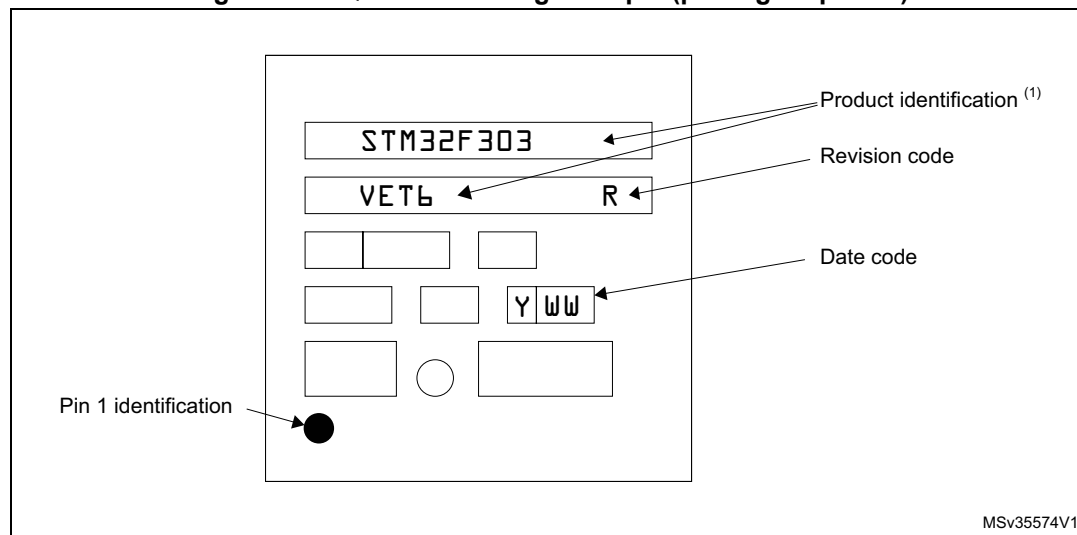 STM32F303
Product identification (1)
VET6 R
Revision code
Date code
Y WW
Pin 1 identification
MSv35574V1